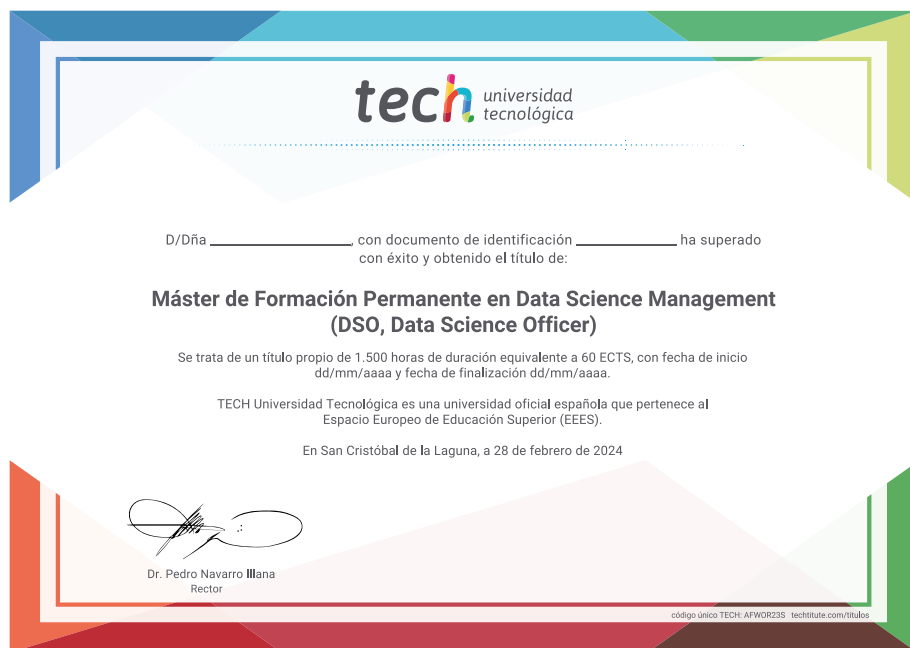 tech universidad
tecnológica
D/Dña ______________, con documento de identificación __________ ha superado
con éxito y obtenido el título de:
Máster de Formación Permanente en Data Science Management
(DSO, Data Science Officer)
Se trata de un título propio de 1.500 horas de duración equivalente a 60 ECTS, con fecha de inicio
dd/mm/aaaa y fecha de finalización dd/mm/aaaa.
TECH Universidad Tecnológica es una universidad oficial española que pertenece al
Espacio Europeo de Educación Superior (EEES).
En San Cristóbal de la Laguna, a 28 de febrero de 2024
Dr. Pedro Navarro Illana
Rector
código único TECH: AFWOR23S techtitute.com/titulos